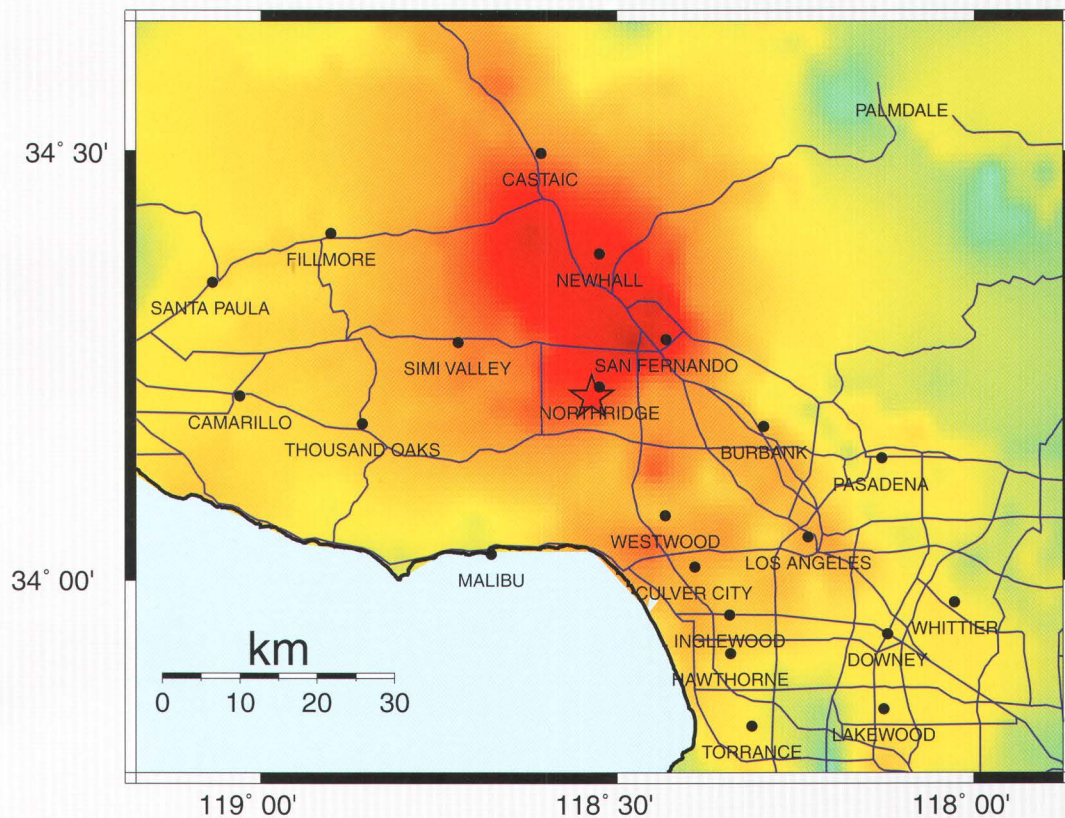 PALMDALE
34° 30'
CASTAIC
FILLMORE
NEWHALL
SANTA PAULA
SIMI VALLEY
SAN FERNANDO
NORTHRIDGE
CAMARILLO
THOUSAND OAKS
BURBANK
PASADENA
WESTWOOD
LOS ANGELES
34° 00'
MALIBU
CULVER CITY
WHITTIER
INGLEWOOD
DOWNEY
km
HAWTHORNE
0 10 20 30
LAKEWOOD
TORRANCE
119° 00' 118° 30' 118° 00'